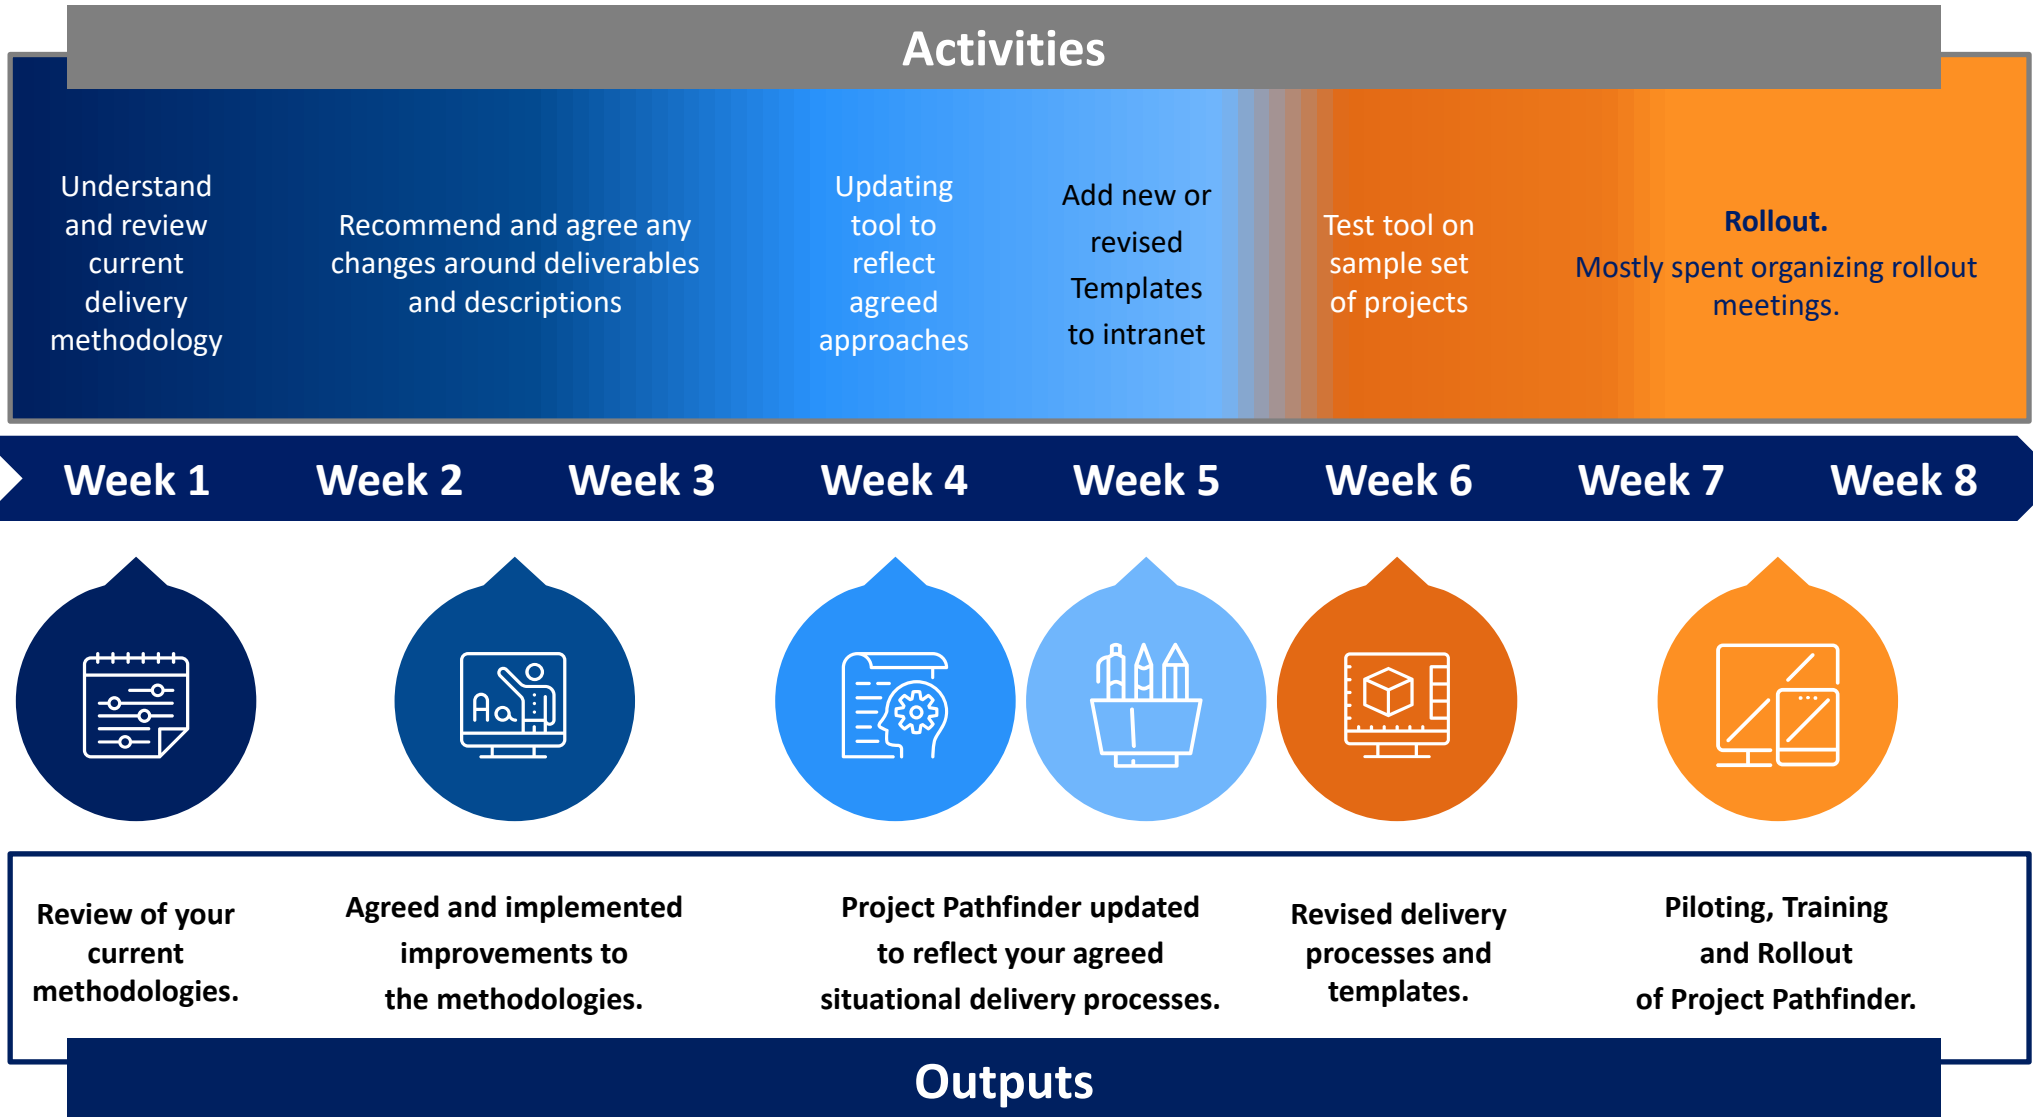 Activities
Understand
and review
current
delivery
methodology
Recommend and agree any
changes around deliverables
and descriptions
Updating
tool to
reflect
agreed
approaches
Add new or
revised
Templates
to intranet
Test tool on
sample set
of projects
Rollout.
Mostly spent organizing rollout
meetings.
Week 1
Week 2
Week 3
Week 4
Week 5
Week 6
Week 7
Week 8
Aa
Review of your
current
methodologies.
Agreed and implemented
improvements to
the methodologies.
Project Pathfinder updated
to reflect your agreed
situational delivery processes.
Revised delivery
processes and
templates.
Piloting, Training
and Rollout
of Project Pathfinder.
Outputs